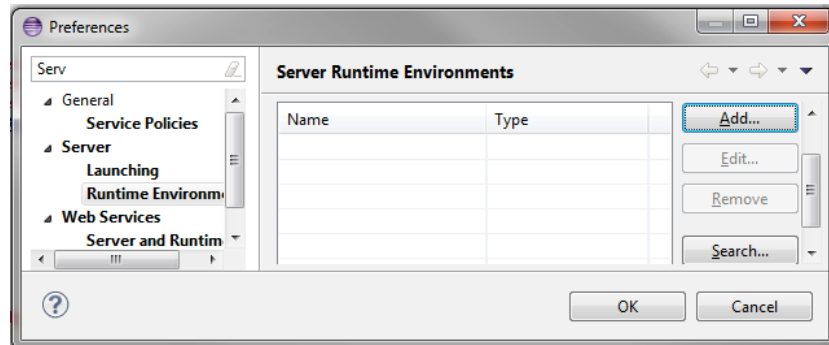 Preferences
Serv
General
Service Policies
Server
Launching
Runtime Environm
Web Services
Server and Runtim
Server Runtime Environments
Name Type
Add...
Edit...
Remove
Search...
?
OK Cancel